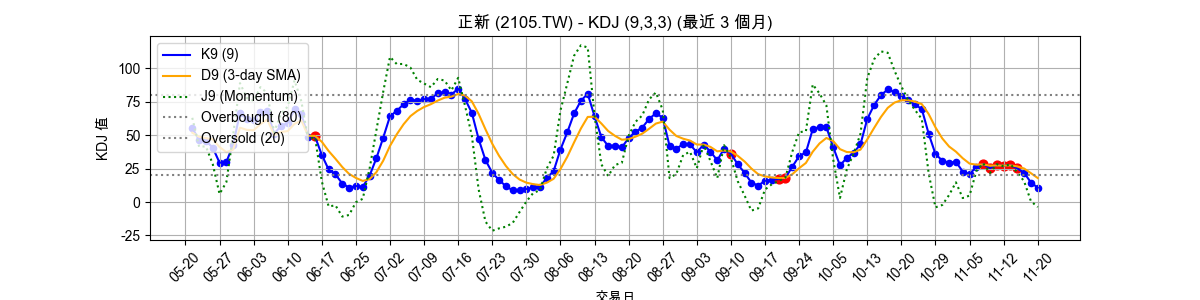 正新 (2105.TW) - KDJ (9,3,3) (最近 3 個月)
KDJ 值
100
75
50
25
0
-25
K9 (9)
D9 (3-day SMA)
J9 (Momentum)
Overbought (80)
Oversold (20)
05-20 05-27 06-03 06-10 06-17 06-25 07-02 07-09 07-16 07-23 07-30 08-06 08-13 08-20 08-27 09-03 09-10 09-17 09-24 10-05 10-13 10-20 10-29 11-05 11-12 11-20
交易日